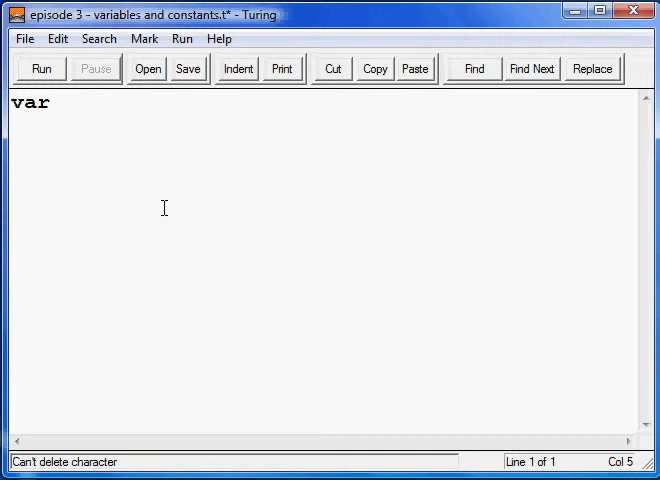 episode 3 - variables and constants.t* - Turing
File Edit Search Mark Run Help
Run Pause Open Save Indent Print Cut Copy Paste Find Find Next Replace
var
Can't delete character Line 1 of 1 Col 5